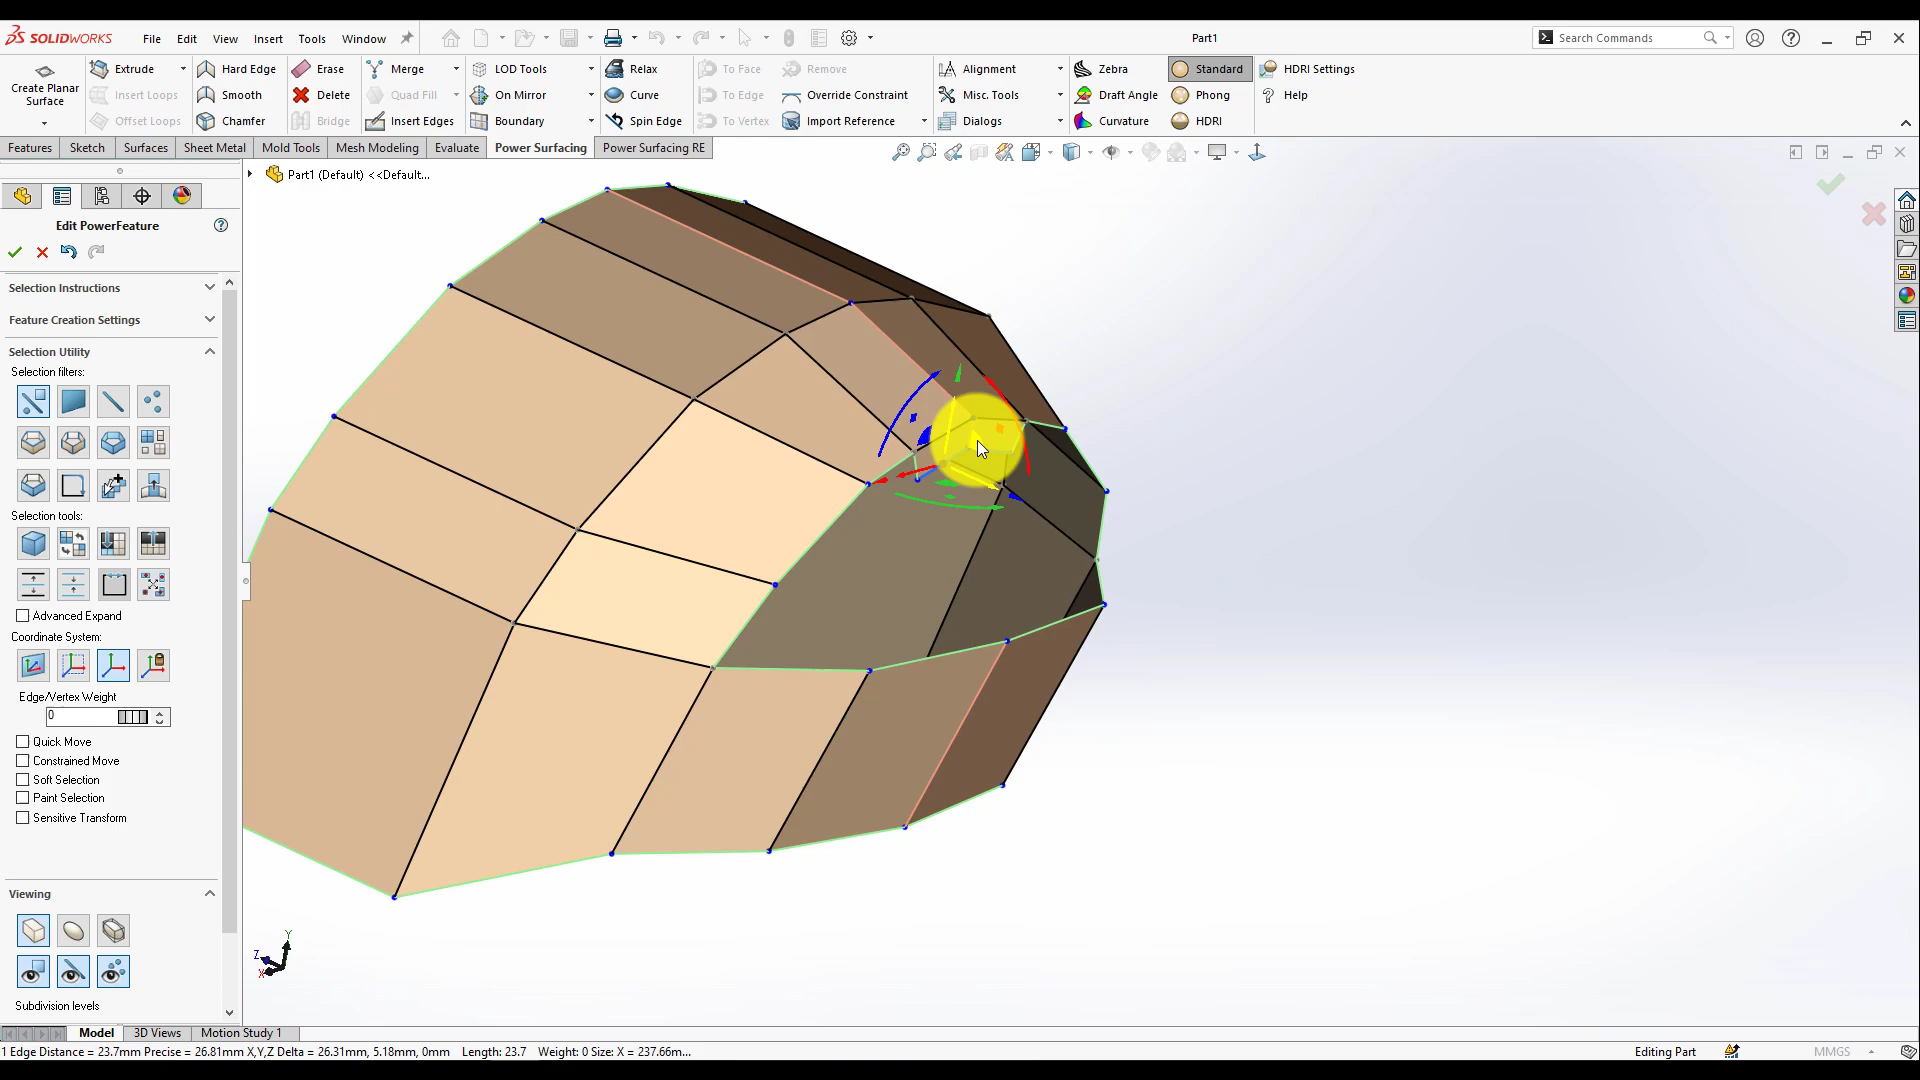 SOLIDWORKS File Edit View Insert Tools Window Part1 Search Commands
Create Planar Surface
Extrude Hard Edge Erase Merge LOD Tools Relax To Face Remove Alignment Zebra Standard HDRI Settings
Insert Loops Smooth Delete Quad Fill On Mirror Curve To Edge Override Constraint Misc. Tools Draft Angle Phong Help
Offset Loops Chamfer Bridge Insert Edges Boundary Spin Edge To Vertex Import Reference Dialogs Curvature HDRI
Features Sketch Surfaces Sheet Metal Mold Tools Mesh Modeling Evaluate Power Surfacing Power Surfacing RE
Part1 (Default) <<Default...
Edit PowerFeature
Selection Instructions
Feature Creation Settings
Selection Utility
Selection filters:
Selection tools:
Advanced Expand
Coordinate System:
Edge/Vertex Weight
0
Quick Move
Constrained Move
Soft Selection
Paint Selection
Sensitive Transform
Viewing
Subdivision levels
Y
Z
X
Model 3D Views Motion Study 1
1 Edge Distance = 23.7mm Precise = 26.81mm X,Y,Z Delta = 26.31mm, 5.18mm, 0mm Length: 23.7 Weight: 0 Size: X = 237.66m... Editing Part MMGS